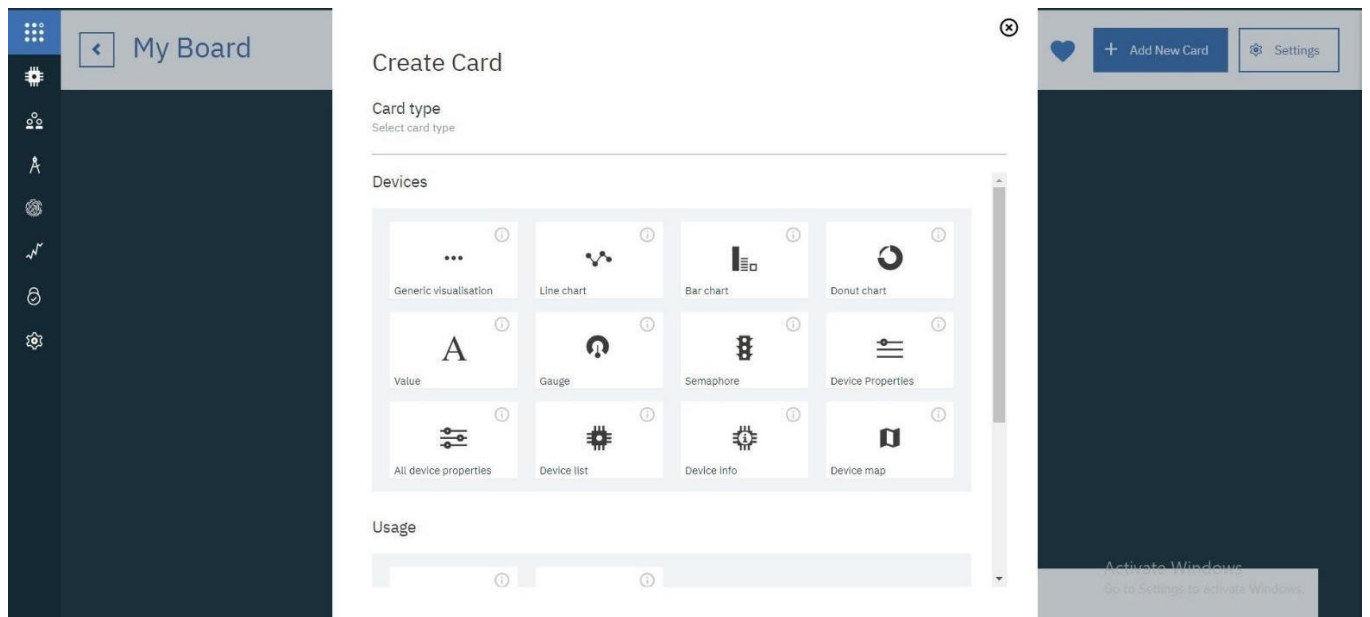 My Board
Create Card
+ Add New Card
Settings
Card type
Select card type
Devices
Generic visualisation
Line chart
Bar chart
Donut chart
A
Value
Gauge
Semaphore
Device Properties
All device properties
Device list
Device info
Device map
Usage
Activate Windows
Go to Settings to activate Windows.